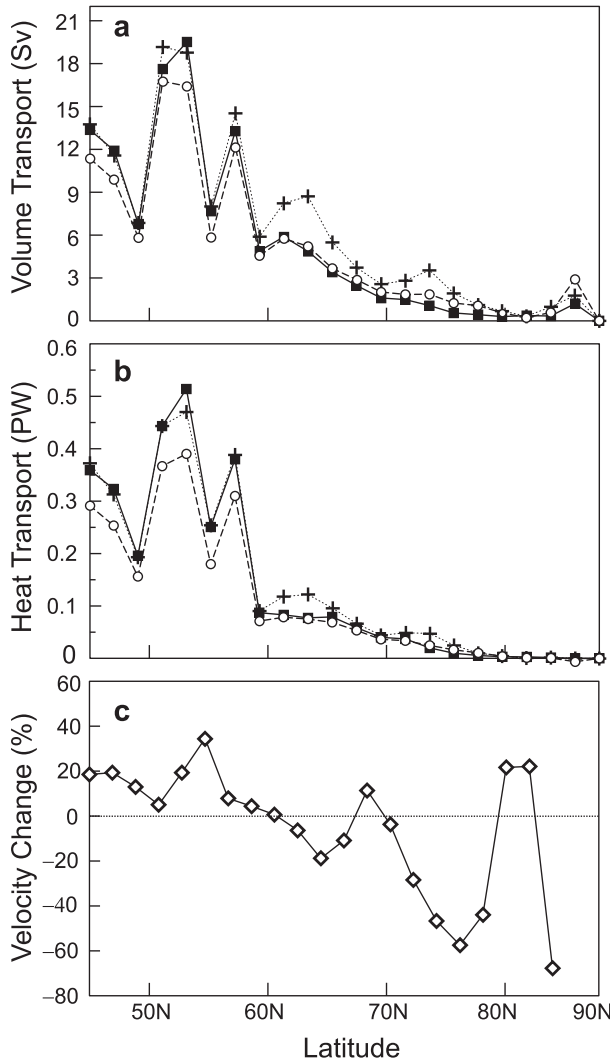 a
Volume Transport (Sv)
21
18
15
12
9
6
3
0
b
Heat Transport (PW)
0.6
0.5
0.4
0.3
0.2
0.1
0
c
Velocity Change (%)
60
40
20
0
−20
−40
−60
−80
50N 60N 70N 80N 90N
Latitude